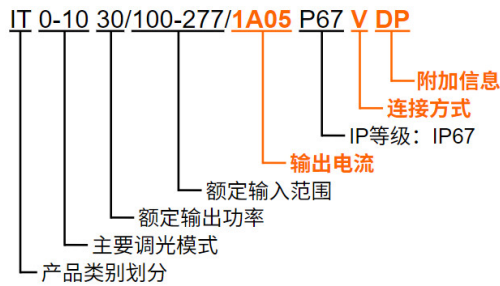 IT 0-10 30/100-277/1A05 P67 V DP
附加信息
连接方式
IP等级：IP67
输出电流
额定输入范围
额定输出功率
主要调光模式
产品类别划分